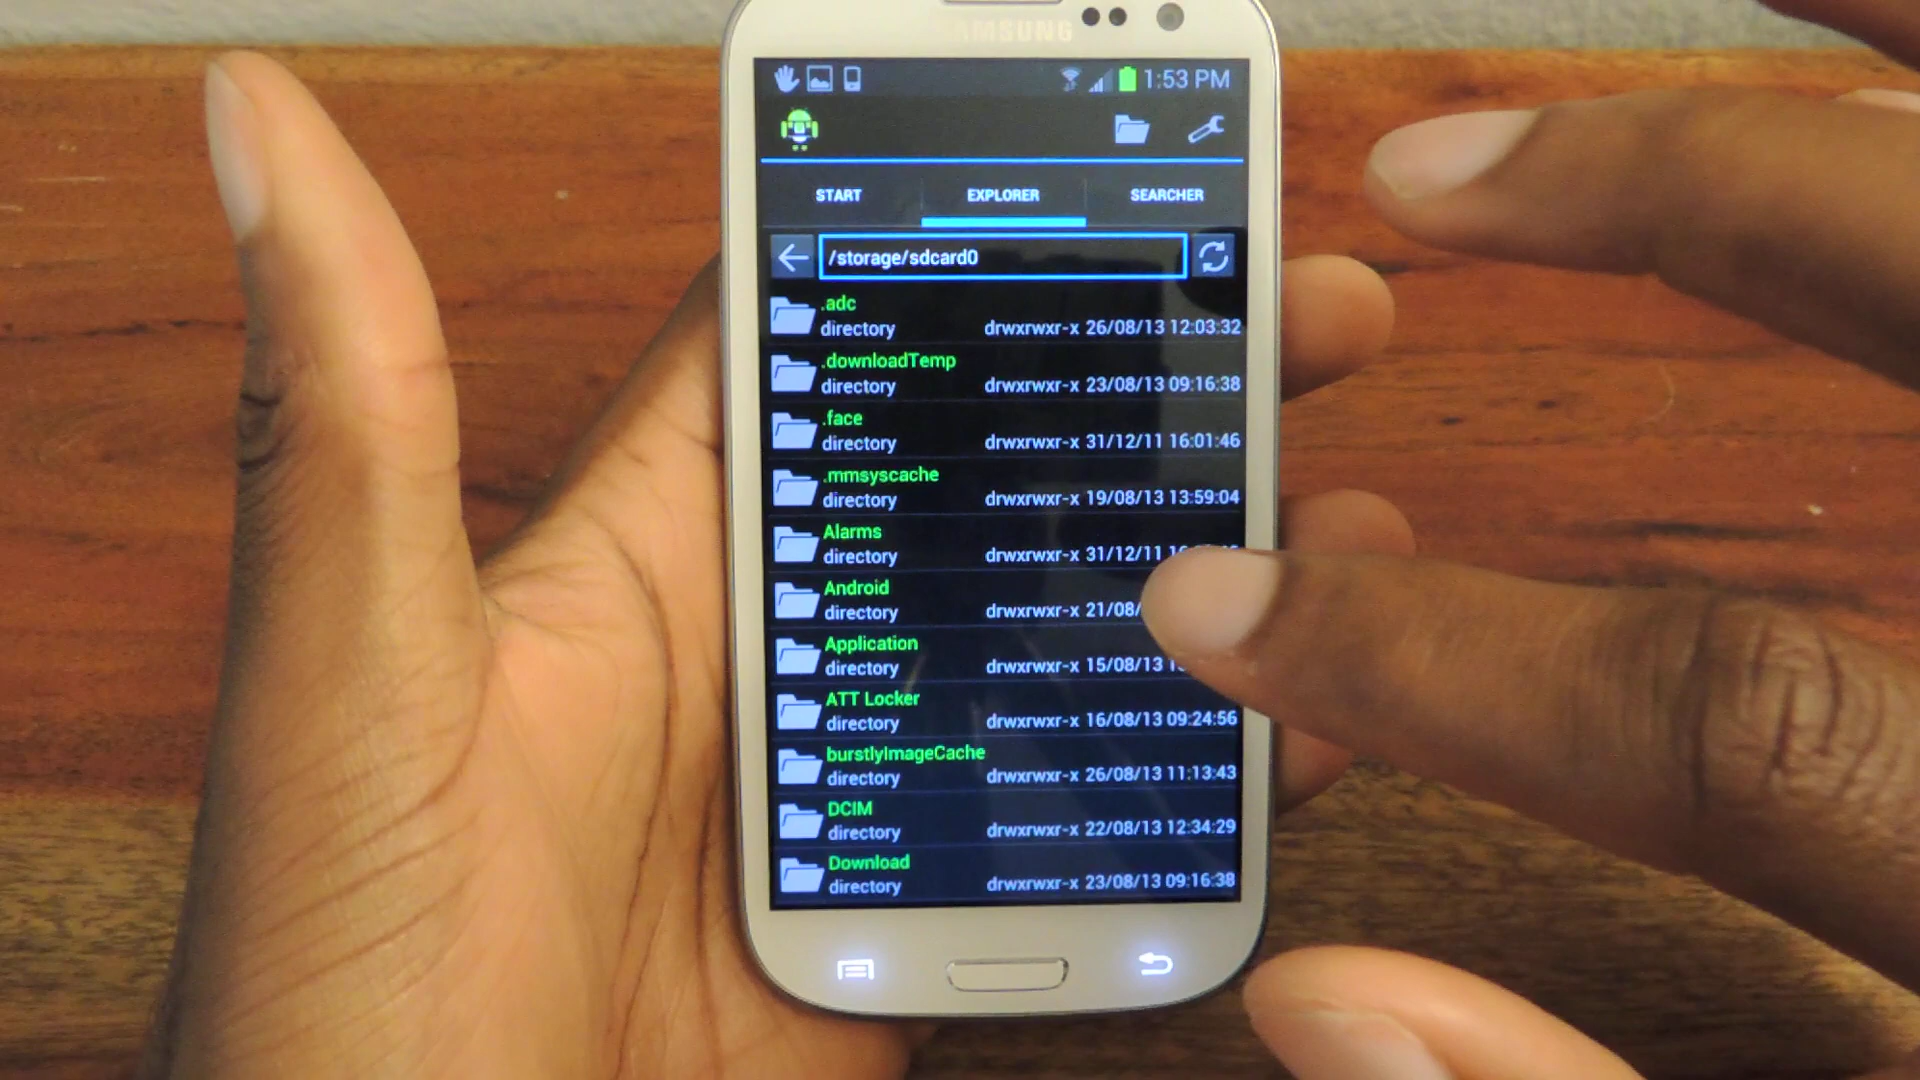 SAMSUNG
1:53 PM
START EXPLORER SEARCHER
/storage/sdcard0
.adc
directory drwxrwxr-x 26/08/13 12:03:32
.downloadTemp
directory drwxrwxr-x 23/08/13 09:16:38
.face
directory drwxrwxr-x 31/12/11 16:01:46
.mmsyscache
directory drwxrwxr-x 19/08/13 13:59:04
Alarms
directory drwxrwxr-x 31/12/11
Android
directory drwxrwxr-x 21/08/
Application
directory drwxrwxr-x 15/08/13
ATT Locker
directory drwxrwxr-x 16/08/13 09:24:56
burstlyImageCache
directory drwxrwxr-x 26/08/13 11:13:43
DCIM
directory drwxrwxr-x 22/08/13 12:34:29
Download
directory drwxrwxr-x 23/08/13 09:16:38